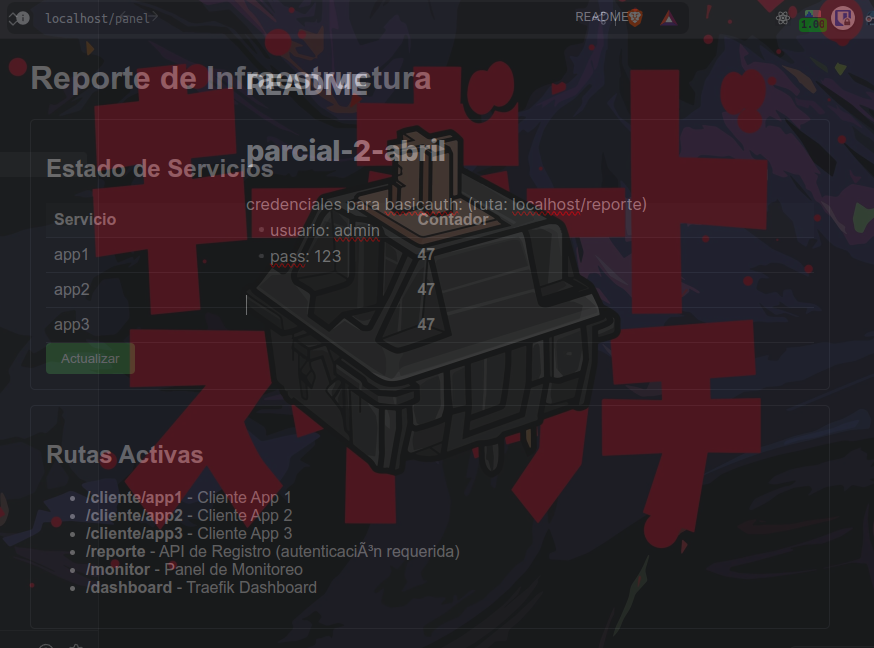 localhost/panel
README
1.00
Reporte de Infraestructura
README
parcial-2-abril
Estado de Servicios
credenciales para basicauth: (ruta: localhost/reporte)
Servicio
Contador
usuario: admin
pass: 123
app1
47
app2
47
app3
47
Actualizar
Rutas Activas
/cliente/app1 - Cliente App 1
/cliente/app2 - Cliente App 2
/cliente/app3 - Cliente App 3
/reporte - API de Registro (autenticaciÃ³n requerida)
/monitor - Panel de Monitoreo
/dashboard - Traefik Dashboard